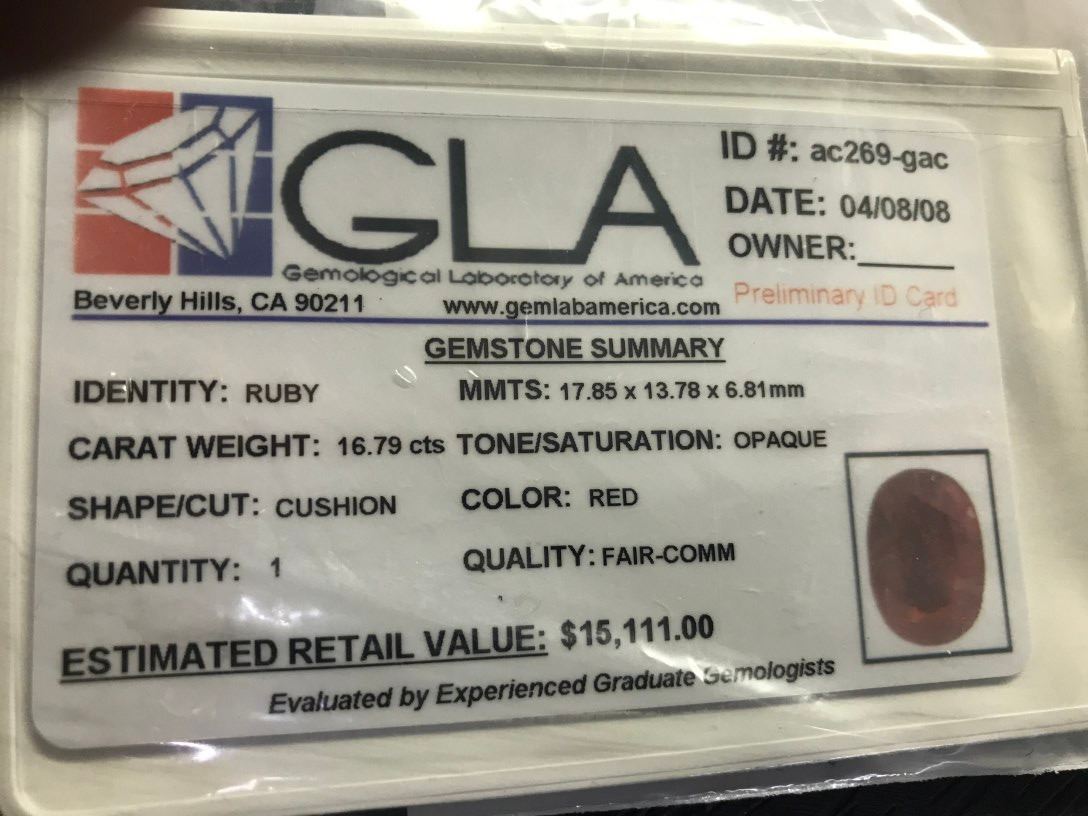 GLA
Gemological Laboratory of America
Beverly Hills, CA 90211 www.gemlabamerica.com
ID #: ac269-gac
DATE: 04/08/08
OWNER:
Preliminary ID Card
GEMSTONE SUMMARY
IDENTITY: RUBY MMTS: 17.85 x 13.78 x 6.81mm
CARAT WEIGHT: 16.79 cts TONE/SATURATION: OPAQUE
SHAPE/CUT: CUSHION COLOR: RED
QUANTITY: 1 QUALITY: FAIR-COMM
ESTIMATED RETAIL VALUE: $15,111.00
Evaluated by Experienced Graduate Gemologists